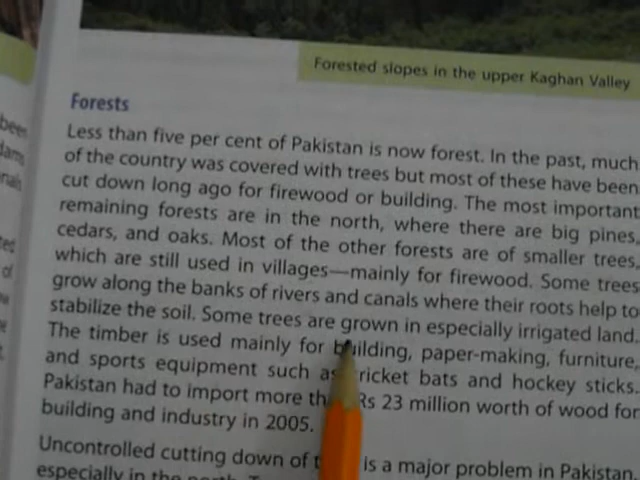 Forested slopes in the upper Kaghan Valley
Forests
Less than five per cent of Pakistan is now forest. In the past, much
of the country was covered with trees but most of these have been
cut down long ago for firewood or building. The most important
remaining forests are in the north, where there are big pines,
cedars, and oaks. Most of the other forests are of smaller trees,
which are still used in villages—mainly for firewood. Some trees
grow along the banks of rivers and canals where their roots help to
stabilize the soil. Some trees are grown in especially irrigated land.
The timber is used mainly for building, paper-making, furniture,
and sports equipment such as cricket bats and hockey sticks.
Pakistan had to import more Rs 23 million worth of wood for
building and industry in 2005.
Uncontrolled cutting down of is a major problem in Pakistan,
especially in the north.
been